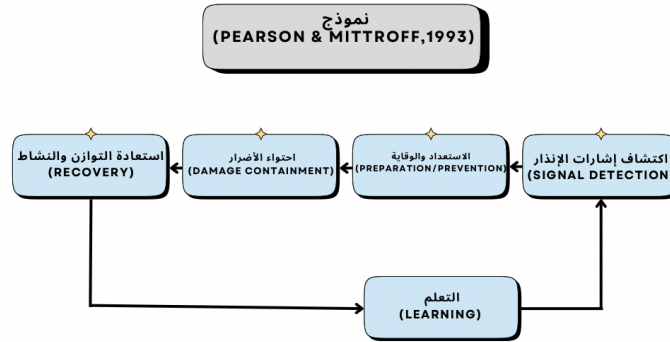 نموذج
(PEARSON & MITTROFF,1993)
اكتشاف إشارات الإنذار
(SIGNAL DETECTION
الاستعداد والوقاية
(PREPARATION/PREVENTION)
احتواء الأضرار
(DAMAGE CONTAINMENT)
استعادة التوازن والنشاط
(RECOVERY)
التعلم
(LEARNING)